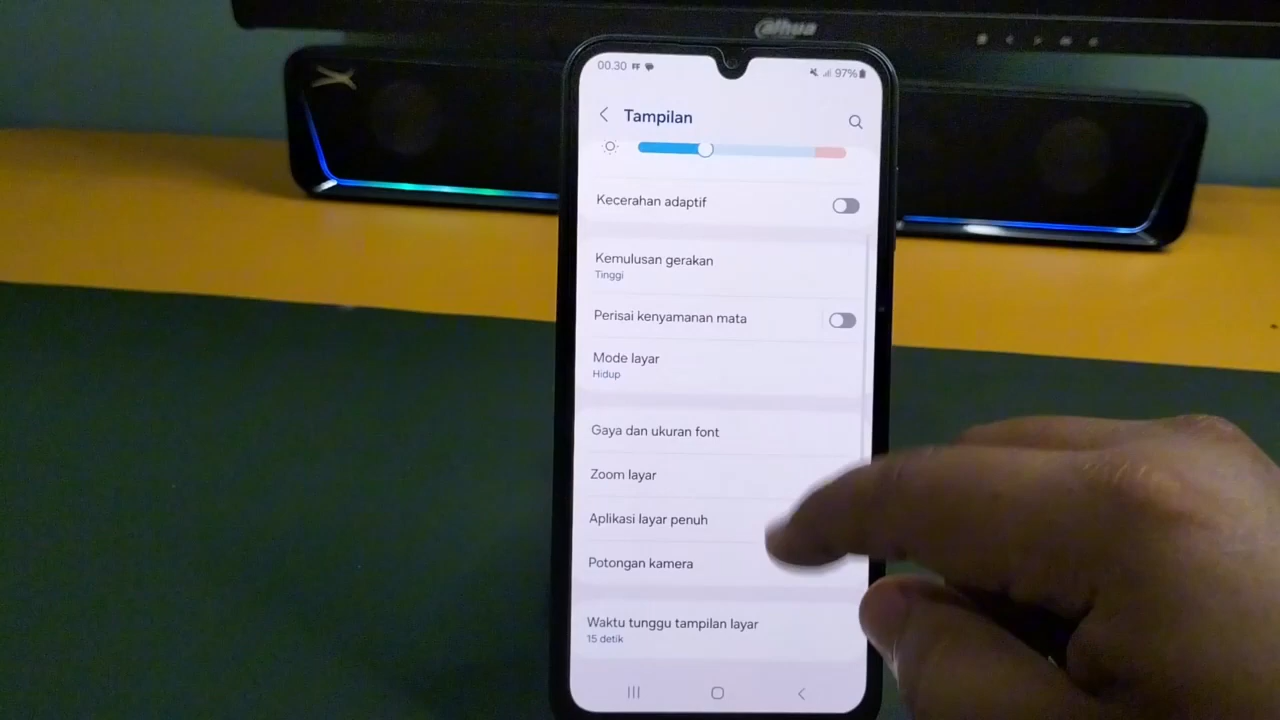 alhua
00.30
97%
Tampilan
Kecerahan adaptif
Kemulusan gerakan
Tinggi
Perisai kenyamanan mata
Mode layar
Hidup
Gaya dan ukuran font
Zoom layar
Aplikasi layar penuh
Potongan kamera
Waktu tunggu tampilan layar
15 detik